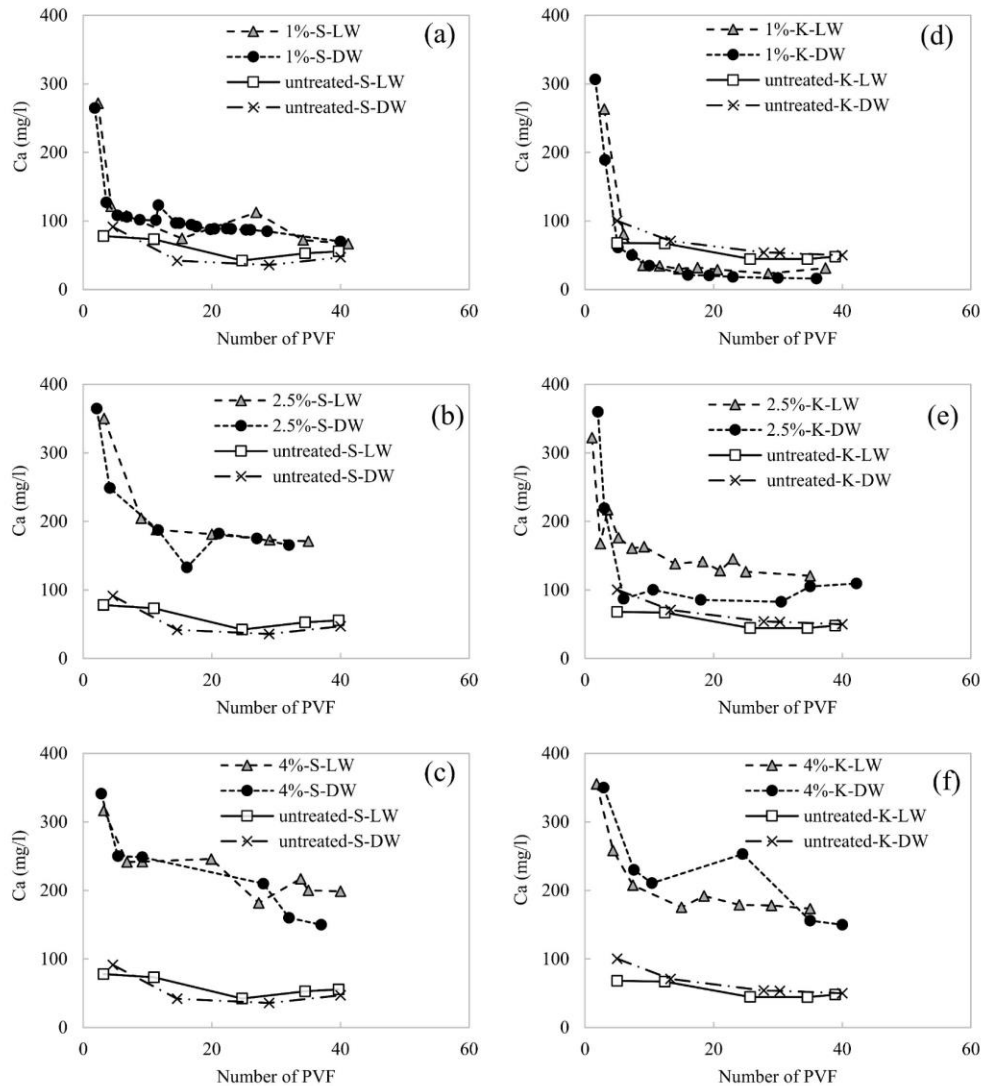 400
300
200
100
0
Ca (mg/l)
0 20 40 60
Number of PVF
1%-S-LW
1%-S-DW
untreated-S-LW
untreated-S-DW
(a)
400
300
200
100
0
Ca (mg/l)
0 20 40 60
Number of PVF
1%-K-LW
1%-K-DW
untreated-K-LW
untreated-K-DW
(d)
400
300
200
100
0
Ca (mg/l)
0 20 40 60
Number of PVF
2.5%-S-LW
2.5%-S-DW
untreated-S-LW
untreated-S-DW
(b)
400
300
200
100
0
Ca (mg/l)
0 20 40 60
Number of PVF
2.5%-K-LW
2.5%-K-DW
untreated-K-LW
untreated-K-DW
(e)
400
300
200
100
0
Ca (mg/l)
0 20 40 60
Number of PVF
4%-S-LW
4%-S-DW
untreated-S-LW
untreated-S-DW
(c)
400
300
200
100
0
Ca (mg/l)
0 20 40 60
Number of PVF
4%-K-LW
4%-K-DW
untreated-K-LW
untreated-K-DW
(f)